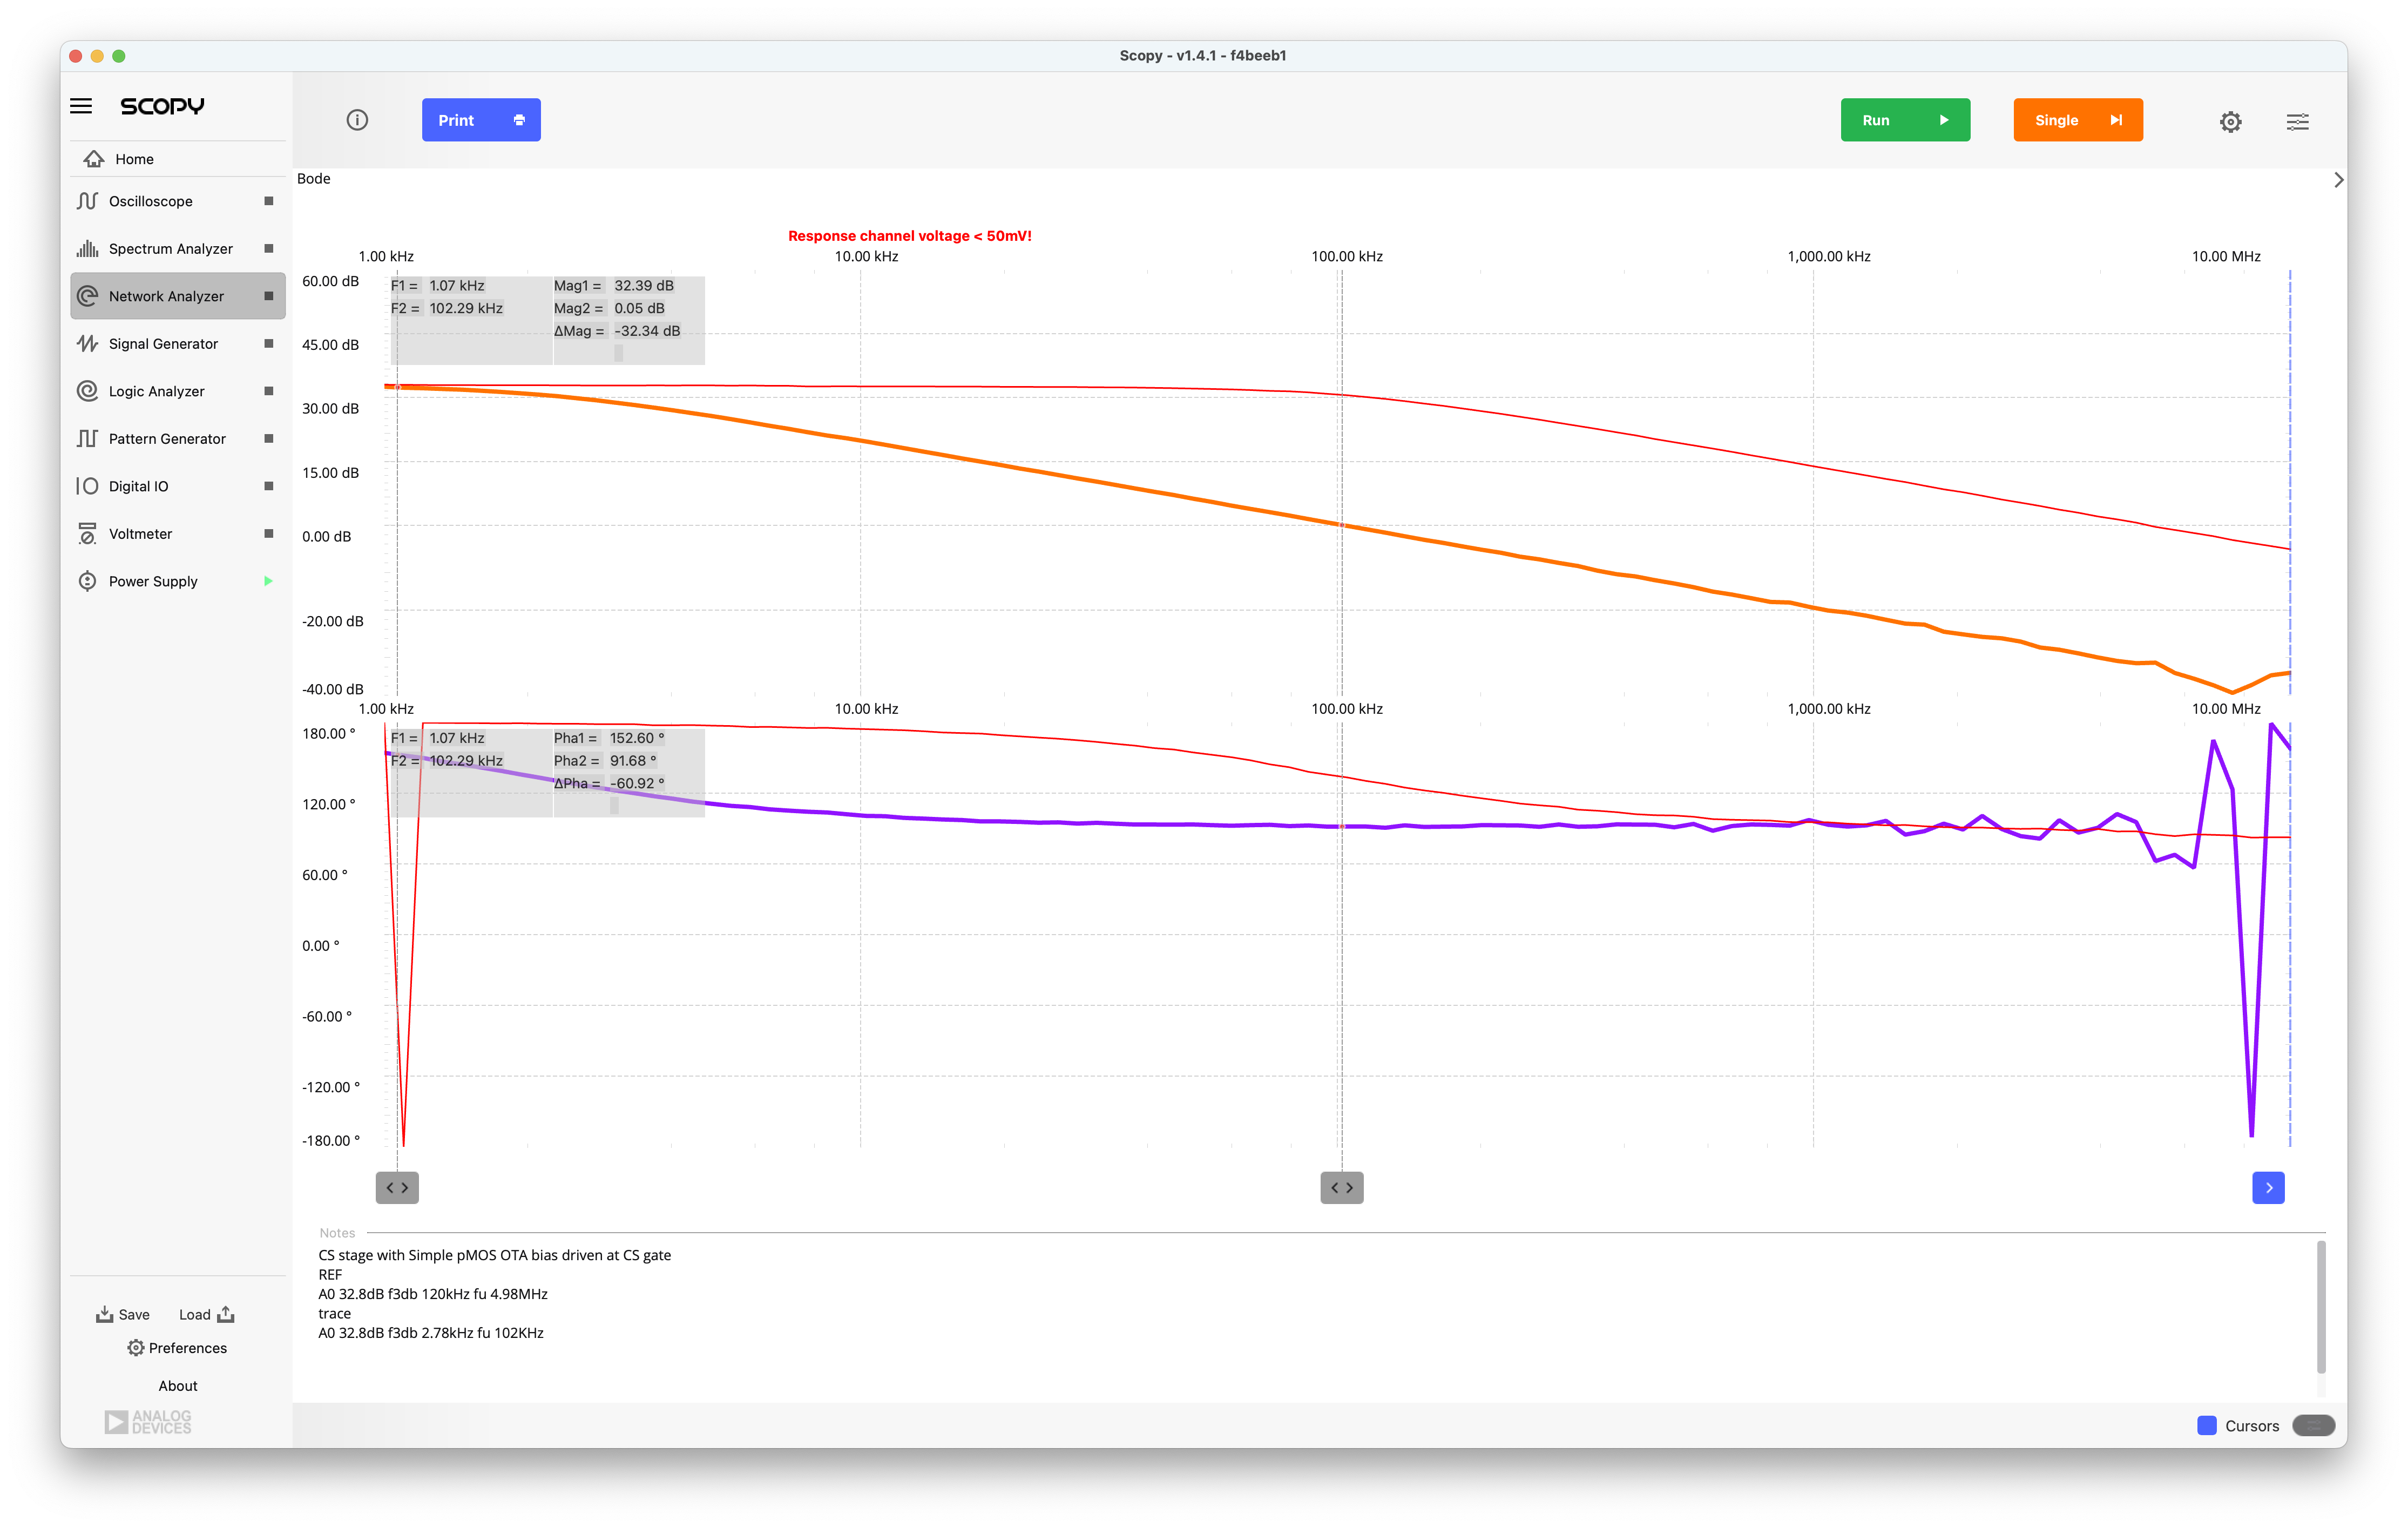 Scopy - v1.4.1 - f4beeb1
SCOPY
Print
Run
Single
Home
Oscilloscope
Spectrum Analyzer
Network Analyzer
Signal Generator
Logic Analyzer
Pattern Generator
Digital IO
Voltmeter
Power Supply
Bode
Response channel voltage < 50mV!
1.00 kHz 10.00 kHz 100.00 kHz 1,000.00 kHz 10.00 MHz
60.00 dB
45.00 dB
30.00 dB
15.00 dB
0.00 dB
-20.00 dB
-40.00 dB
F1 = 1.07 kHz Mag1 = 32.39 dB
F2 = 102.29 kHz Mag2 = 0.05 dB
ΔMag = -32.34 dB
1.00 kHz 10.00 kHz 100.00 kHz 1,000.00 kHz 10.00 MHz
180.00 °
120.00 °
60.00 °
0.00 °
-60.00 °
-120.00 °
-180.00 °
F1 = 1.07 kHz Pha1 = 152.60 °
F2 = 102.29 kHz Pha2 = 91.68 °
ΔPha = -60.92 °
Notes
CS stage with Simple pMOS OTA bias driven at CS gate
REF
A0 32.8dB f3db 120kHz fu 4.98MHz
trace
A0 32.8dB f3db 2.78kHz fu 102KHz
Save Load
Preferences
About
ANALOG
DEVICES
Cursors